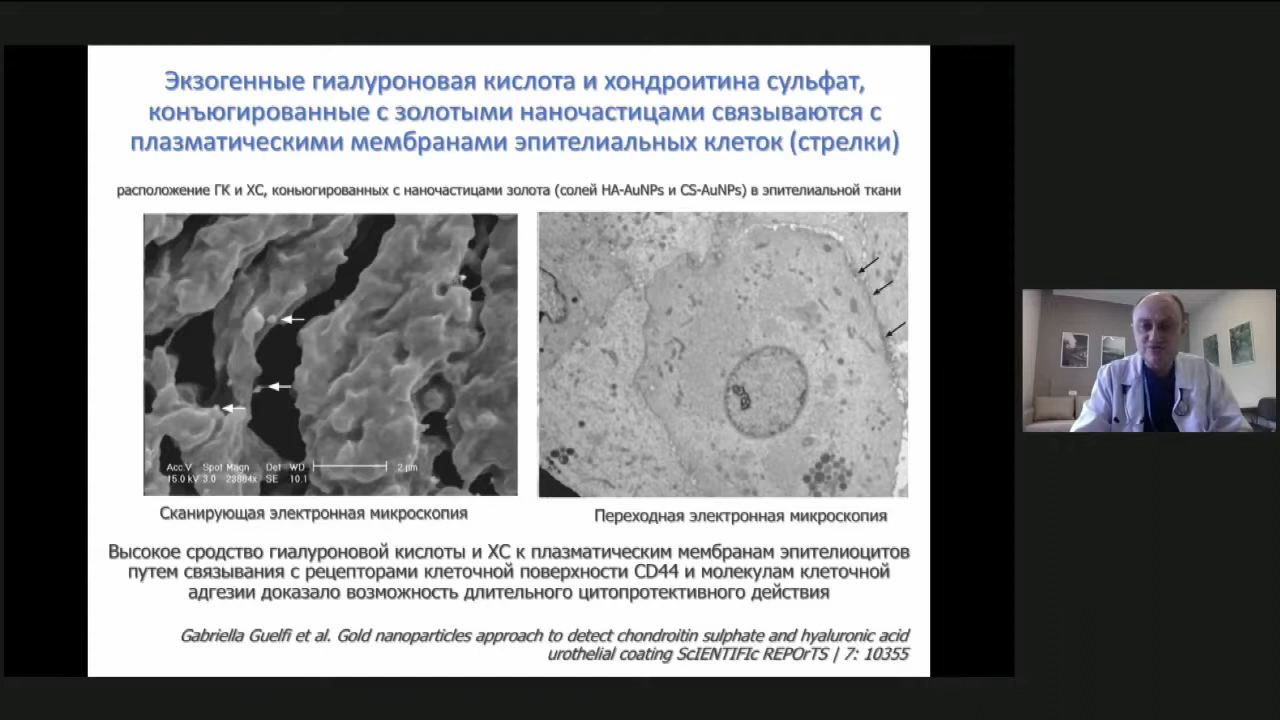 Экзогенные гиалуроновая кислота и хондроитина сульфат,
конъюгированные с золотыми наночастицами связываются с
плазматическими мембранами эпителиальных клеток (стрелки)
расположение ГК и ХС, коньюгированных с наночастицами золота (солей HA-AuNPs и CS-AuNPs) в эпителиальной ткани
Acc.V Spot Magn Det WD 2 µm
15.0 kV 3.0 23884x SE 10.1
Сканирующая электронная микроскопия
Переходная электронная микроскопия
Высокое сродство гиалуроновой кислоты и ХС к плазматическим мембранам эпителиоцитов
путем связывания с рецепторами клеточной поверхности CD44 и молекулам клеточной
адгезии доказало возможность длительного цитопротективного действия
Gabriella Guelfi et al. Gold nanoparticles approach to detect chondroitin sulphate and hyaluronic acid
urothelial coating ScIENTIFIc REPOrTS | 7: 10355